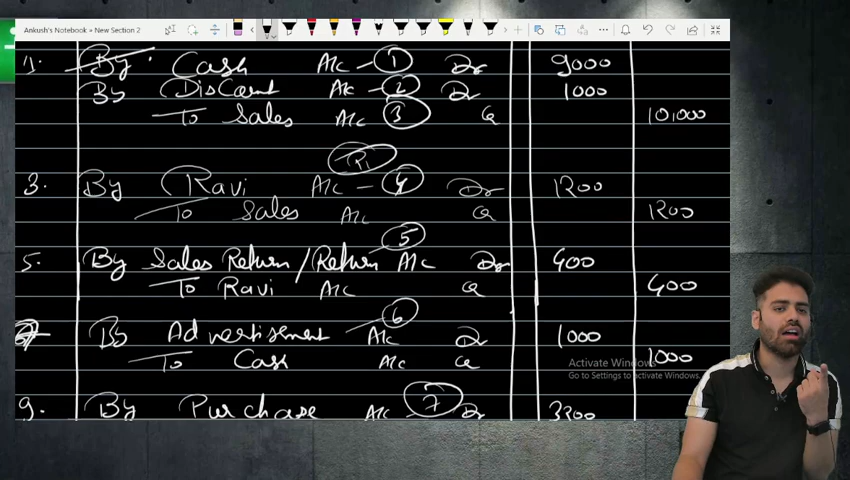 Ankush's Notebook » New Section 2
1. By Cash A/c - 1 Dr 9000
By Discount A/c - 2 Dr 1000
To Sales A/c 3 Cr 10,000
3. By Ravi A/c - 4 Dr 1200
To Sales A/c Cr 1200
5. By Sales Return/Return A/c 5 Dr 400
To Ravi A/c Cr 400
By Advertisment A/c 6 Dr 1000
To Cash A/c Cr 1000
9. By Purchase A/c 7 Dr 3200
Activate Windows
Go to Settings to activate Windows.